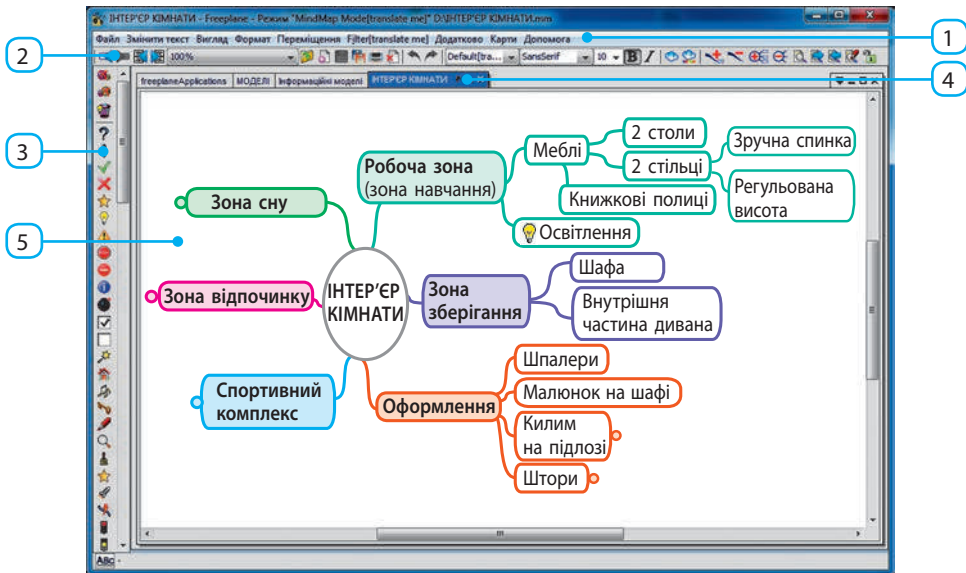 ІНТЕР'ЄР КІМНАТИ - Freeplane - Режим "MindMap Mode[translate me]" D:\ІНТЕР'ЄР КІМНАТИ.mm
Файл Змінити текст Вигляд Формат Переміщення Fjlter[translate me] Додатково Карти Допомога
100% Default[tra... SansSerif 10 B I
freeplaneApplications МОДЕЛІ Інформаційні моделі ІНТЕР'ЄР КІМНАТИ
1
2
3
4
5
ІНТЕР’ЄР
КІМНАТИ
Робоча зона
(зона навчання)
Меблі
2 столи
2 стільці
Зручна спинка
Регульована
висота
Книжкові полиці
Освітлення
Зона
зберігання
Шафа
Внутрішня
частина дивана
Оформлення
Шпалери
Малюнок на шафі
Килим
на підлозі
Штори
Зона сну
Зона відпочинку
Спортивний
комплекс
ABc